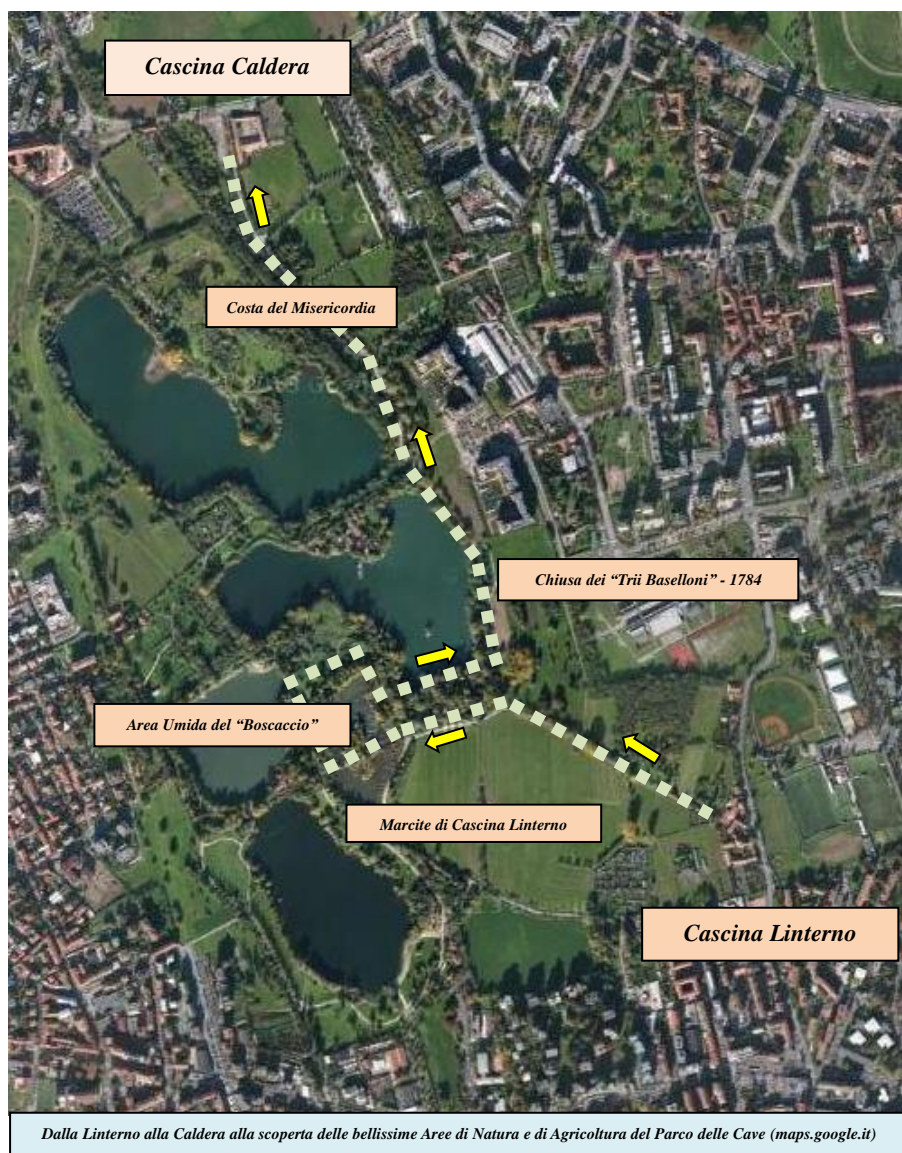 Cascina Caldera
Costa del Misericordia
Chiusa dei “Trii Baselloni” - 1784
Area Umida del “Boscaccio”
Marcite di Cascina Linterno
Cascina Linterno
Dalla Linterno alla Caldera alla scoperta delle bellissime Aree di Natura e di Agricoltura del Parco delle Cave (maps.google.it)